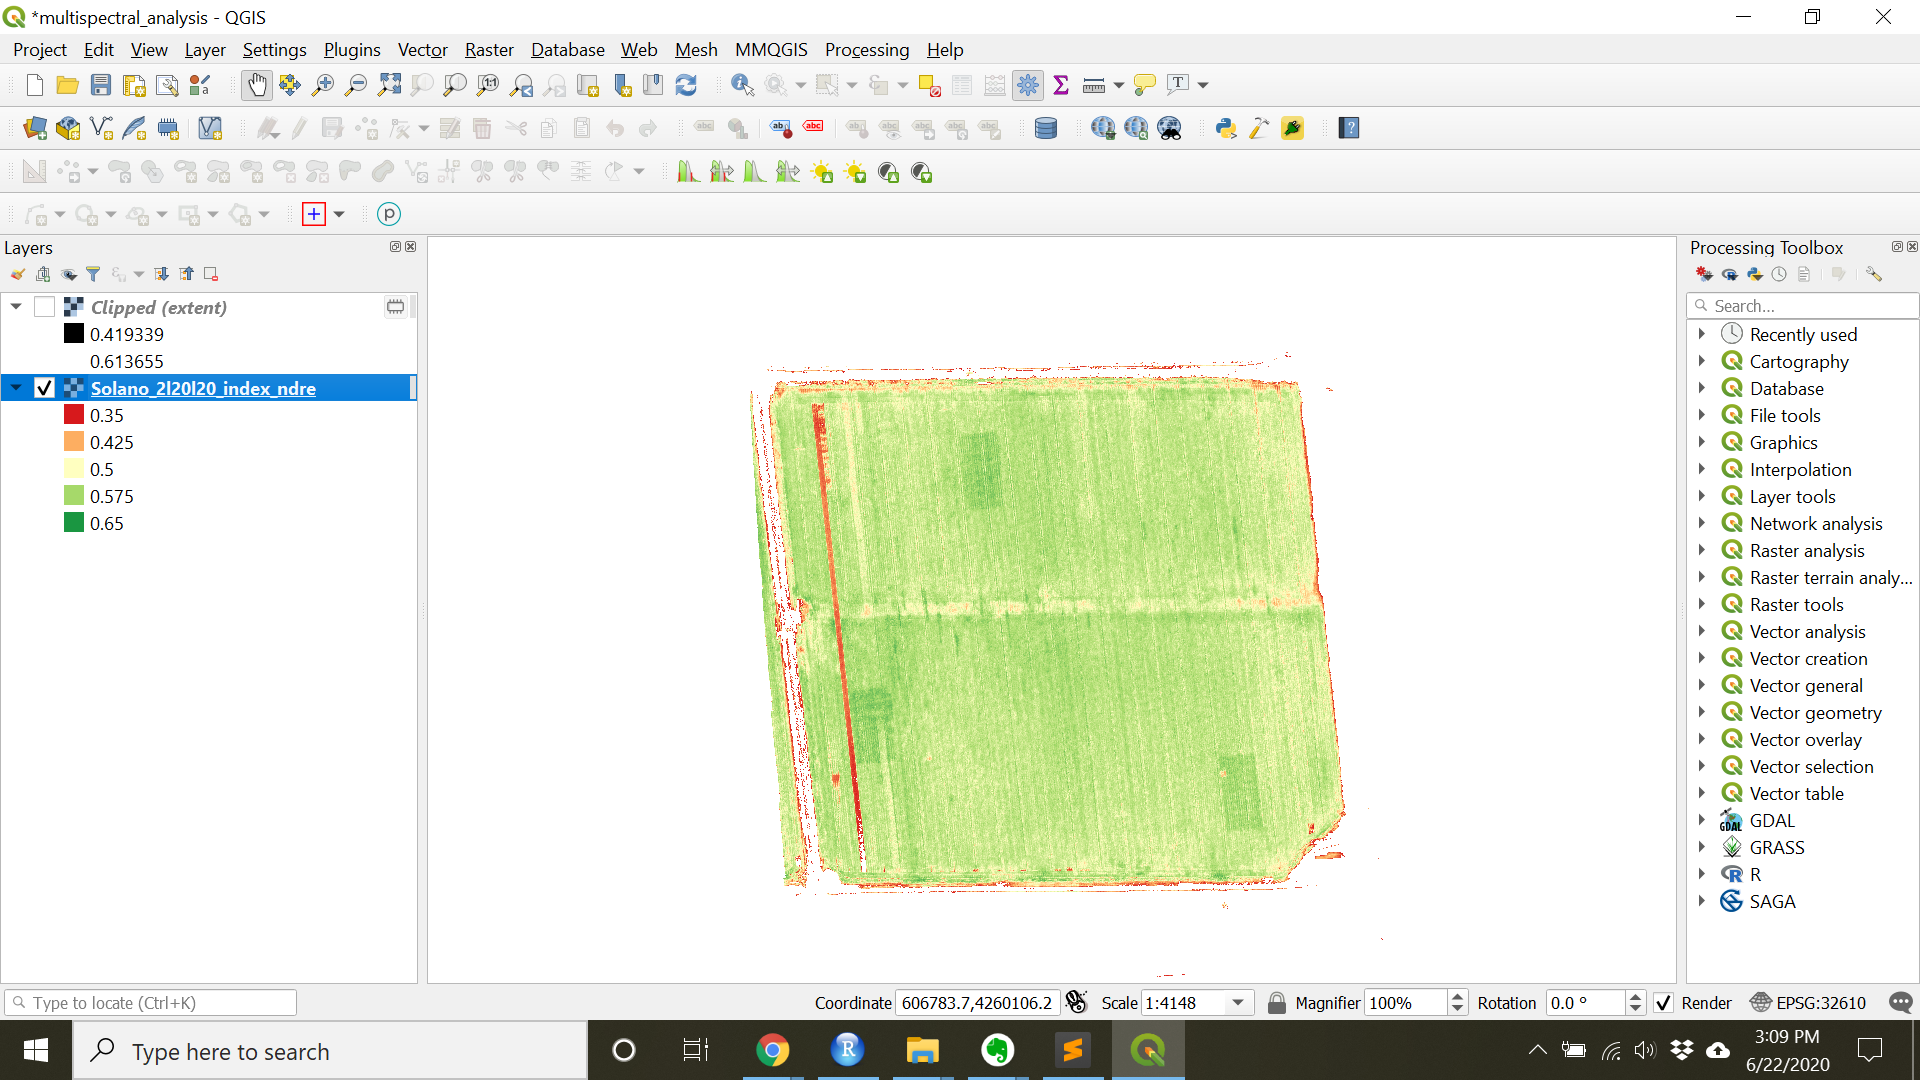 *multispectral_analysis - QGIS
Project Edit View Layer Settings Plugins Vector Raster Database Web Mesh MMQGIS Processing Help
Layers
Clipped (extent)
0.419339
0.613655
Solano_2l20l20_index_ndre
0.35
0.425
0.5
0.575
0.65
Processing Toolbox
Search...
Recently used
Cartography
Database
File tools
Graphics
Interpolation
Layer tools
Network analysis
Raster analysis
Raster terrain analy...
Raster tools
Vector analysis
Vector creation
Vector general
Vector geometry
Vector overlay
Vector selection
Vector table
GDAL
GRASS
R
SAGA
Type to locate (Ctrl+K) Coordinate 606783.7,4260106.2 Scale 1:4148 Magnifier 100% Rotation 0.0 ° Render EPSG:32610
Type here to search
3:09 PM
6/22/2020